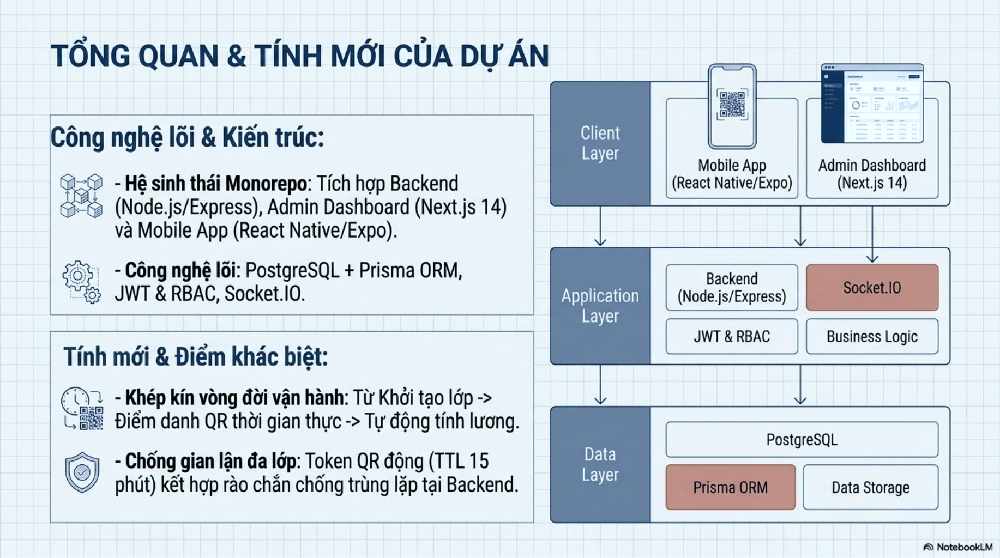 TỔNG QUAN & TÍNH MỚI CỦA DỰ ÁN
Công nghệ lõi & Kiến trúc:
- Hệ sinh thái Monorepo: Tích hợp Backend
(Node.js/Express), Admin Dashboard (Next.js 14)
và Mobile App (React Native/Expo).
- Công nghệ lõi: PostgreSQL + Prisma ORM,
JWT & RBAC, Socket.IO.
Tính mới & Điểm khác biệt:
- Khép kín vòng đời vận hành: Từ Khởi tạo lớp ->
Điểm danh QR thời gian thực -> Tự động tính lương.
- Chống gian lận đa lớp: Token QR động (TTL 15
phút) kết hợp rào chắn chống trùng lặp tại Backend.
Client
Layer
Mobile App
(React Native/Expo)
Dashboard
Admin Dashboard
(Next.js 14)
Application
Layer
Backend
(Node.js/Express)
Socket.IO
JWT & RBAC
Business Logic
Data
Layer
PostgreSQL
Prisma ORM
Data Storage
NotebookLM